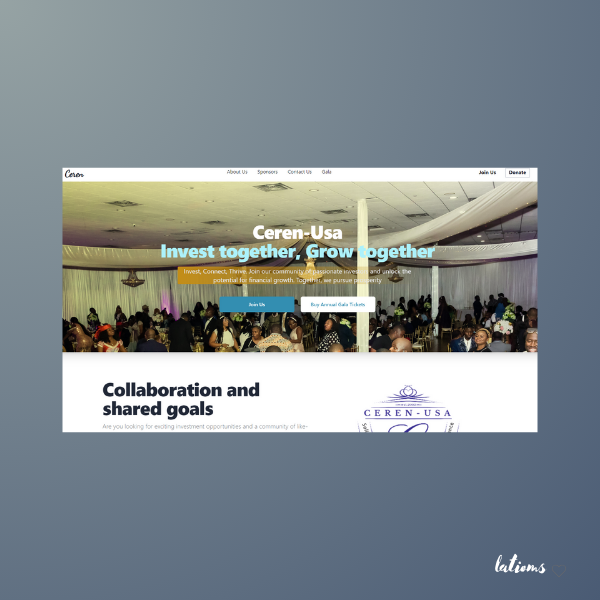 Ceren
About Us Sponsors Contact Us Gala
Join Us Donate
Ceren-Usa
Invest together, Grow together
Invest, Connect, Thrive. Join our community of passionate investors and unlock the
potential for financial growth. Together, we pursue prosperity
Join Us Buy Annual Gala Tickets
Collaboration and
shared goals
Are you looking for exciting investment opportunities and a community of like-
CEREN-USA
latioms